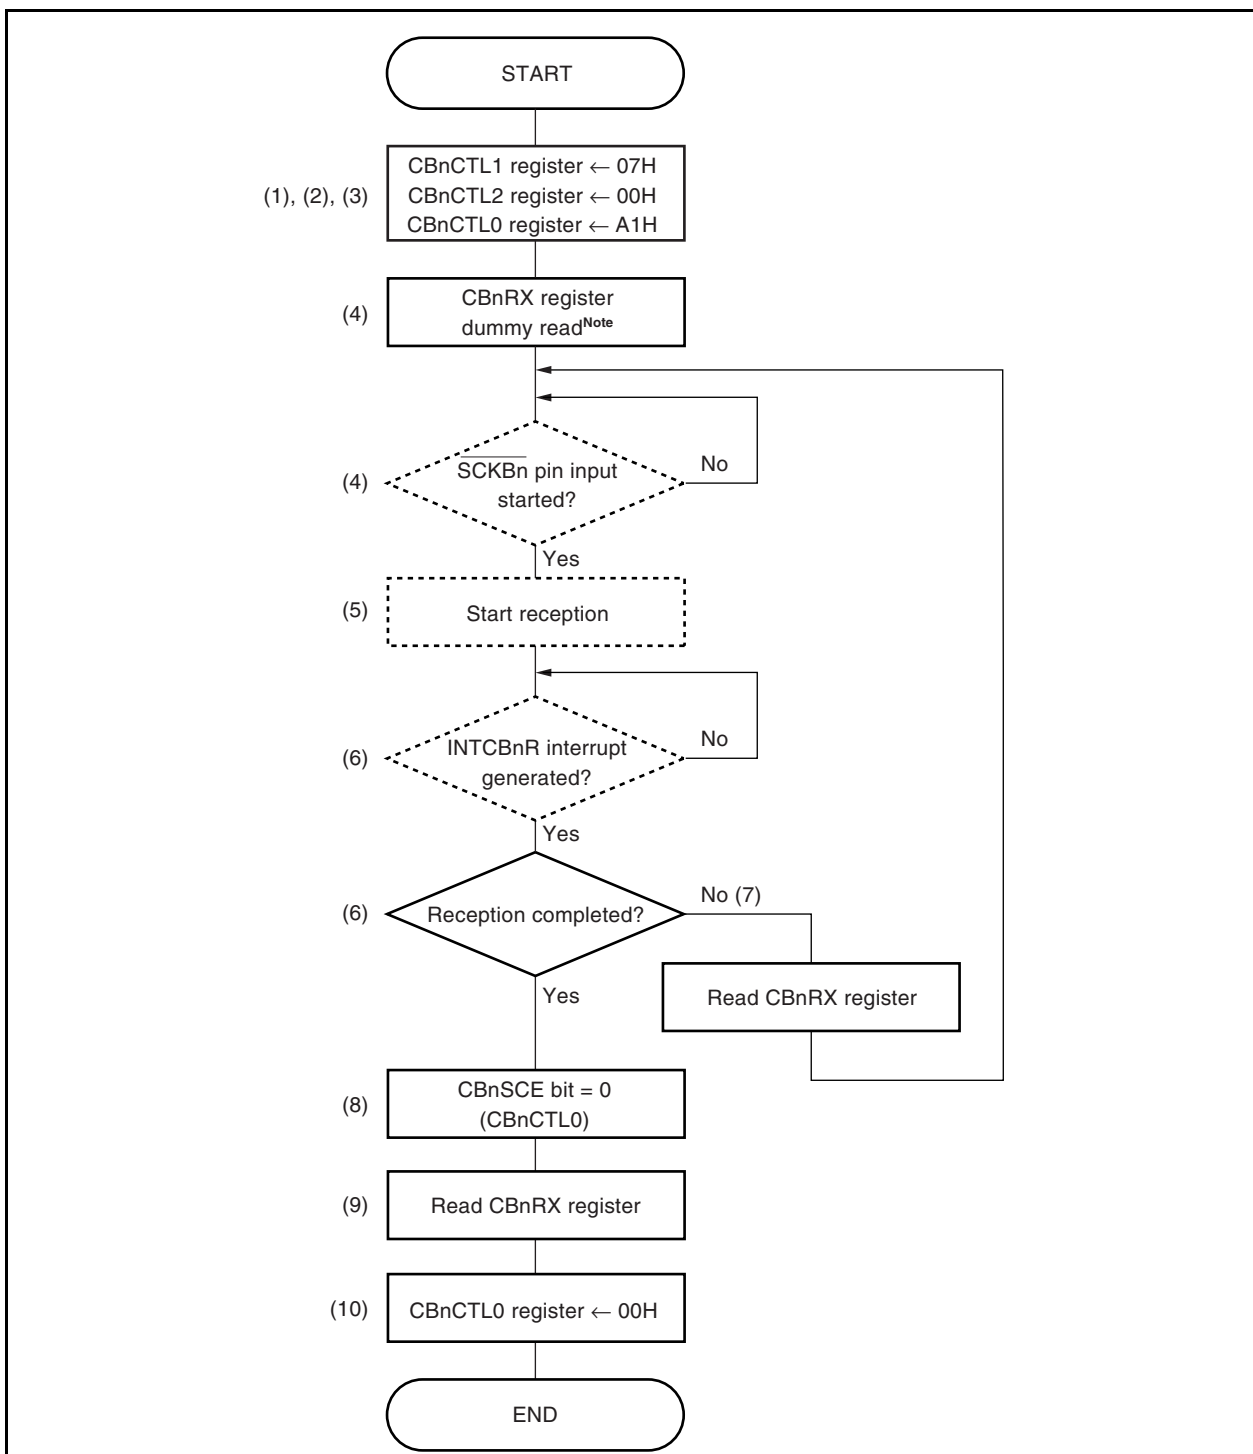 START
(1), (2), (3)
CBnCTL1 register ← 07H
CBnCTL2 register ← 00H
CBnCTL0 register ← A1H
(4)
CBnRX register
dummy readNote
(4)
SCKBn pin input
started?
No
Yes
(5)
Start reception
(6)
INTCBnR interrupt
generated?
No
Yes
(6)
Reception completed?
No (7)
Read CBnRX register
Yes
(8)
CBnSCE bit = 0
(CBnCTL0)
(9)
Read CBnRX register
(10)
CBnCTL0 register ← 00H
END